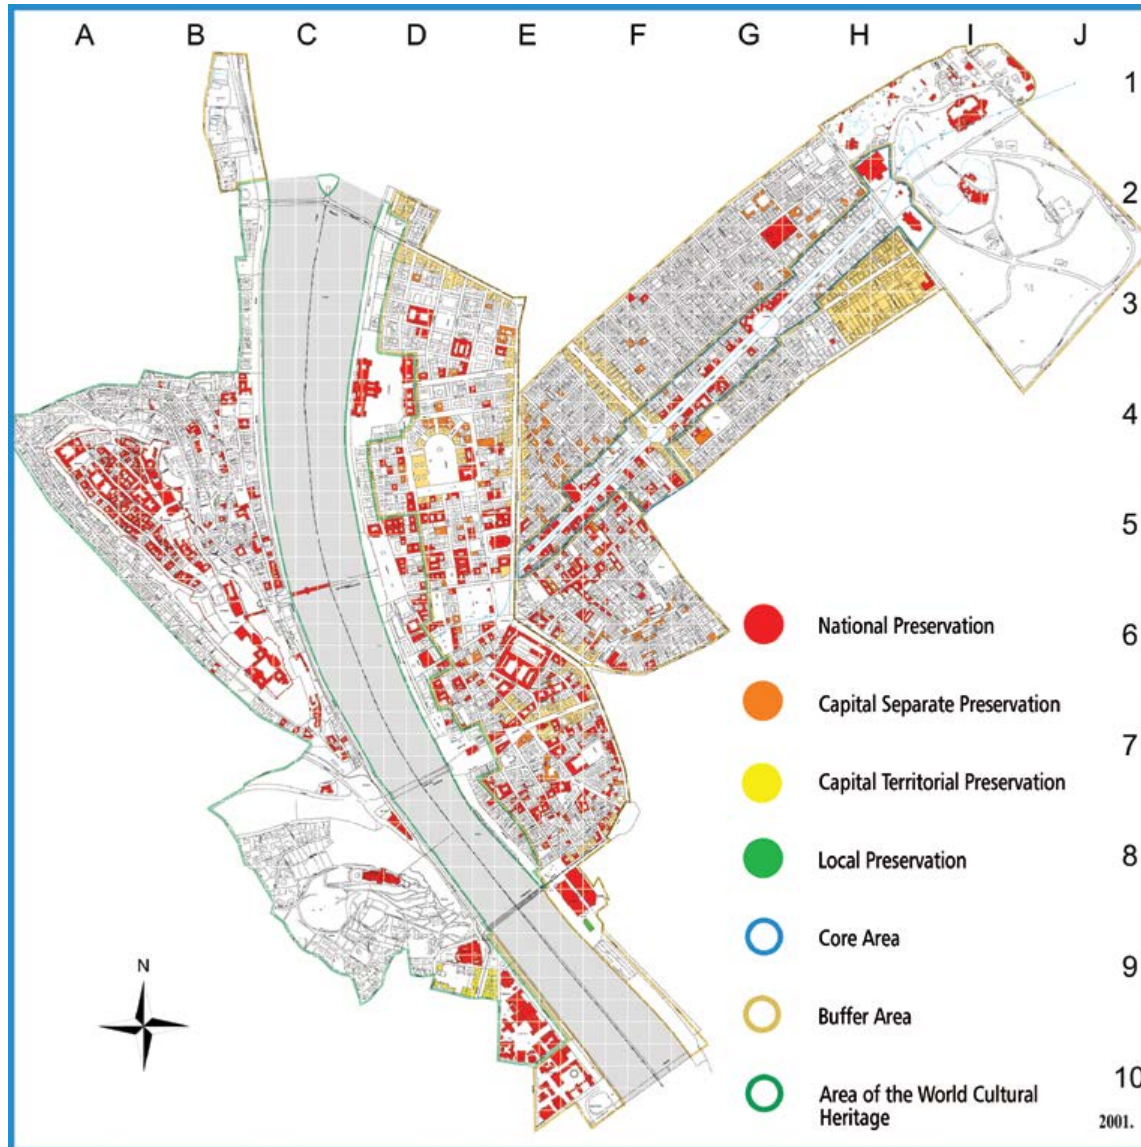 A B C D E F G H I J
1
2
3
4
5
6
7
8
9
10
National Preservation
Capital Separate Preservation
Capital Territorial Preservation
Local Preservation
Core Area
Buffer Area
Area of the World Cultural
Heritage
N
2001.